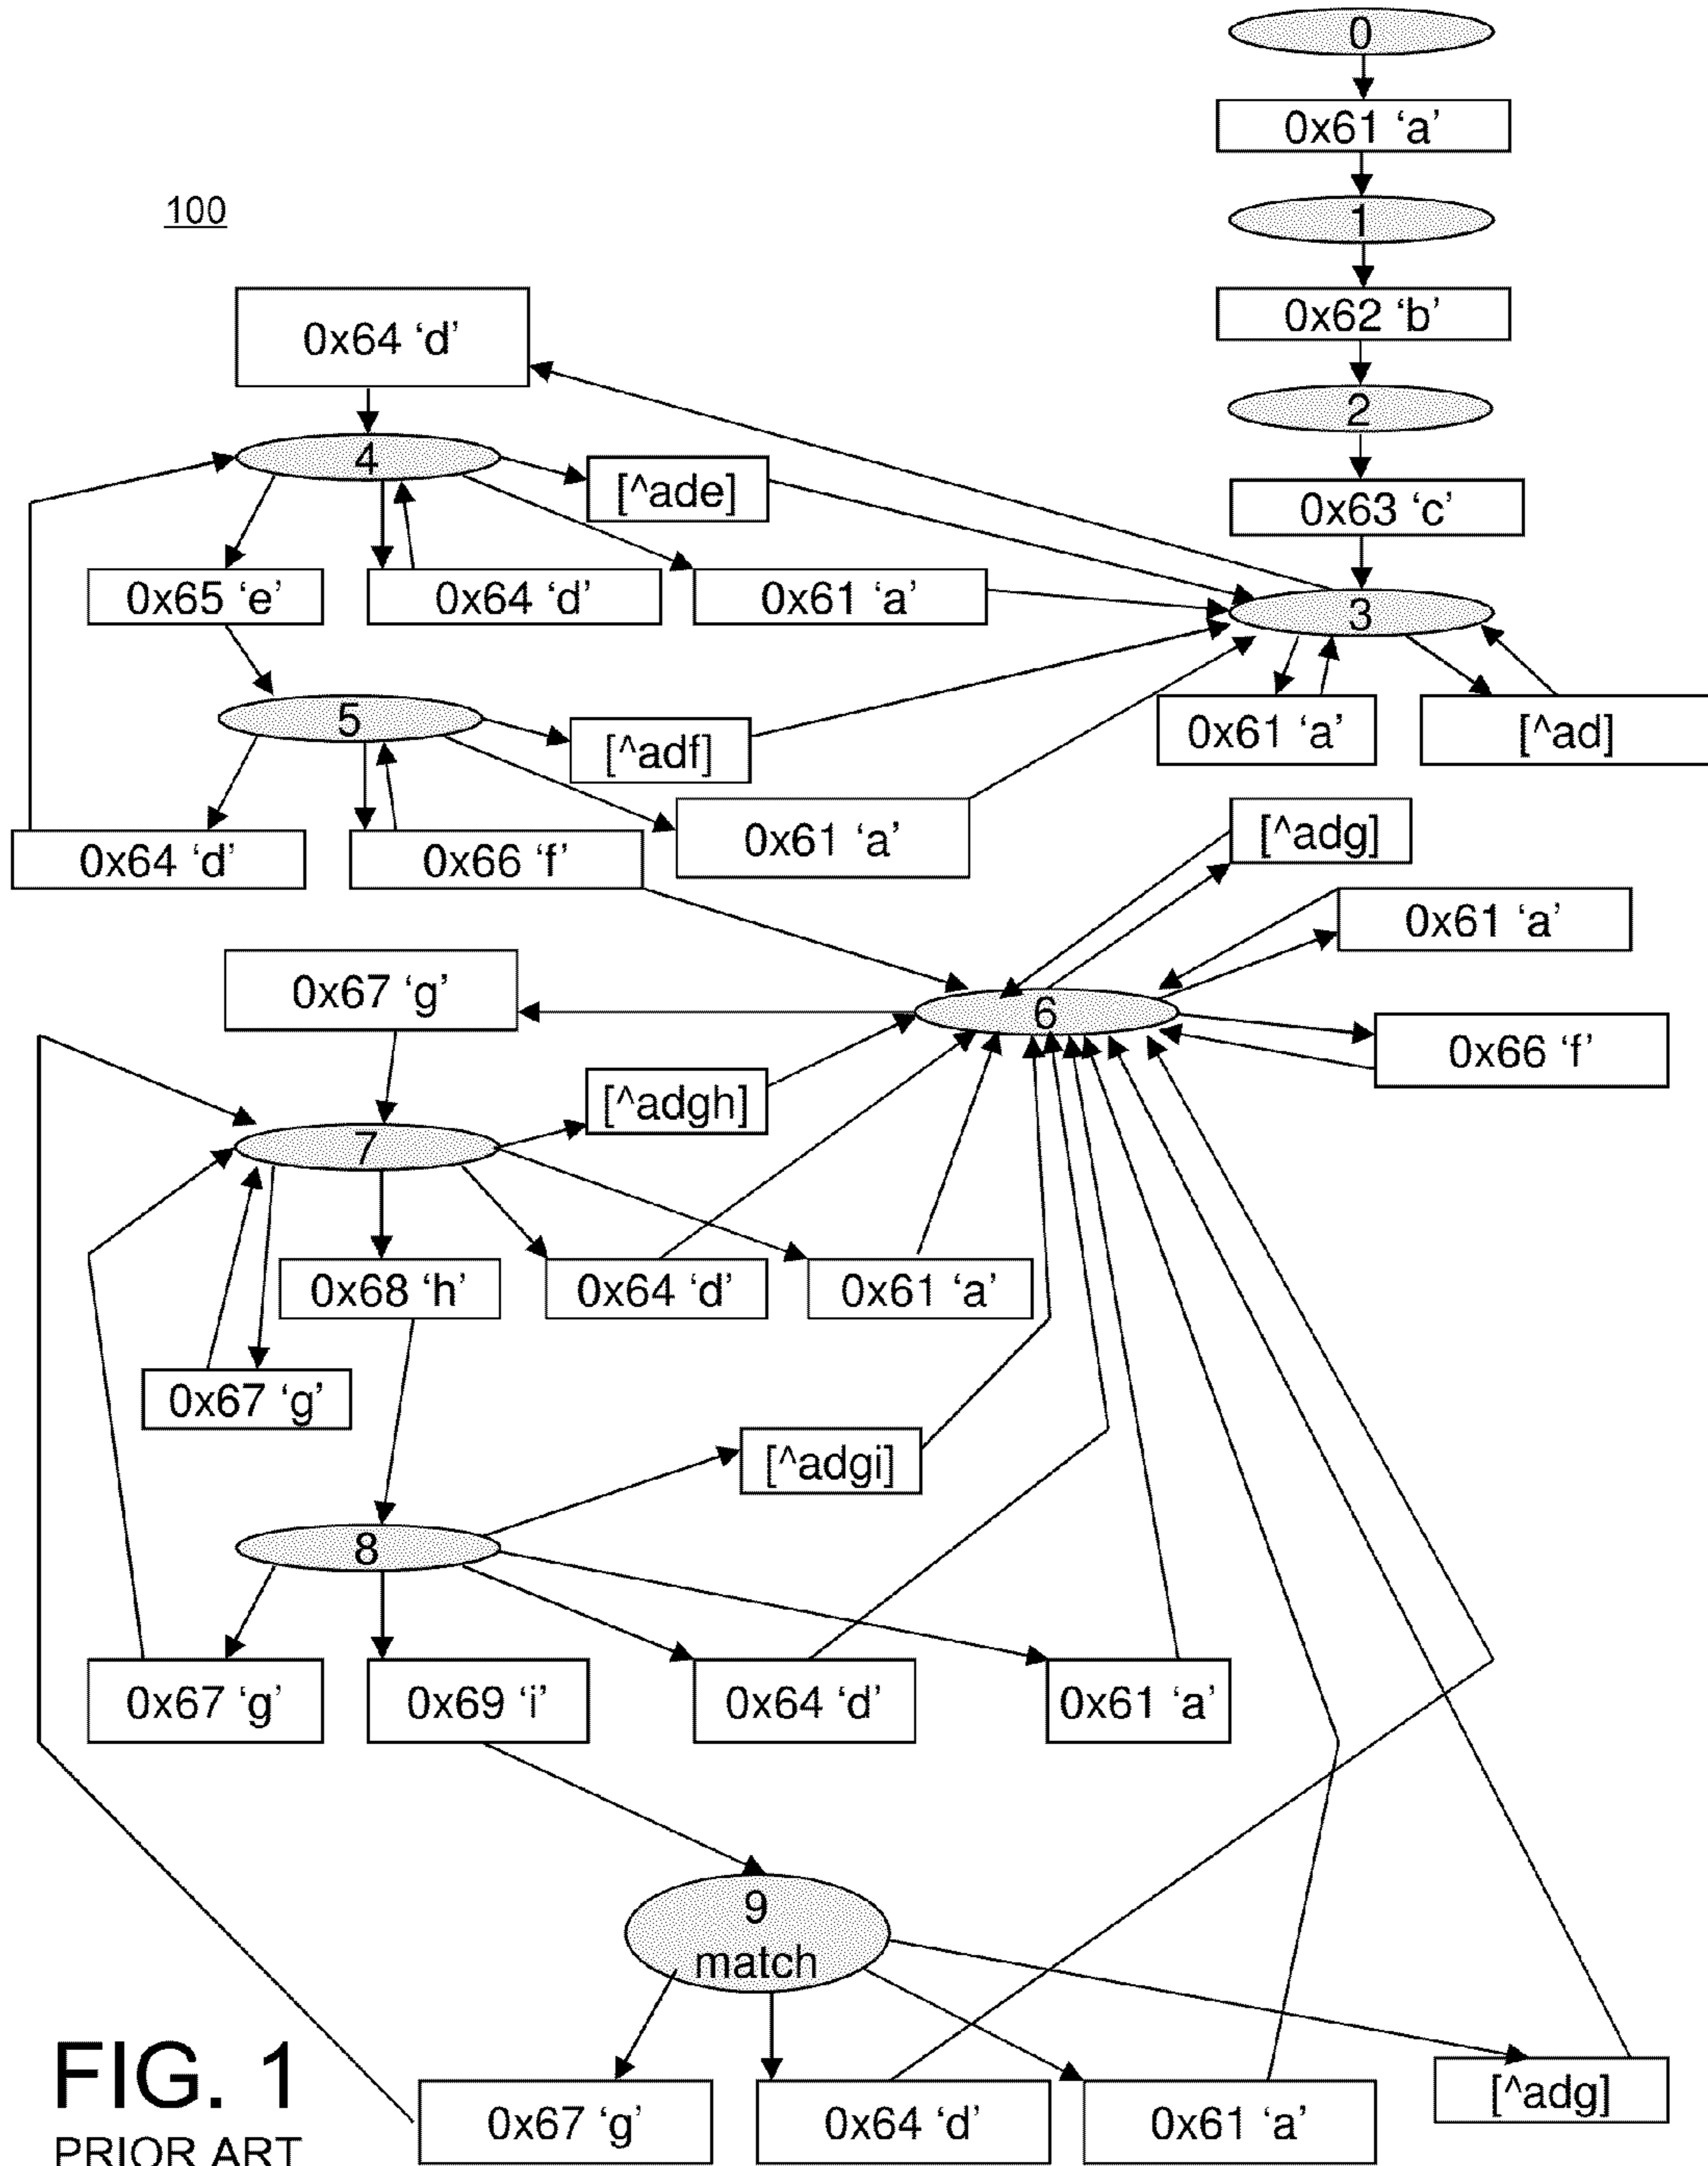 0
0x61 ‘a’
1
100
0x62 ‘b’
0x64 ‘d’
2
4
[^ade]
0x63 ‘c’
0x65 ‘e’
0x64 ‘d’
0x61 ‘a’
3
5
[^adf]
0x61 ‘a’
[^ad]
0x64 ‘d’
0x66 ‘f’
0x61 ‘a’
[^adg]
0x61 ‘a’
0x67 ‘g’
6
0x66 ‘f’
[^adgh]
7
0x68 ‘h’
0x64 ‘d’
0x61 ‘a’
0x67 ‘g’
[^adgi]
8
0x67 ‘g’
0x69 ‘i’
0x64 ‘d’
0x61 ‘a’
9
match
FIG. 1
PRIOR ART
0x67 ‘g’
0x64 ‘d’
0x61 ‘a’
[^adg]